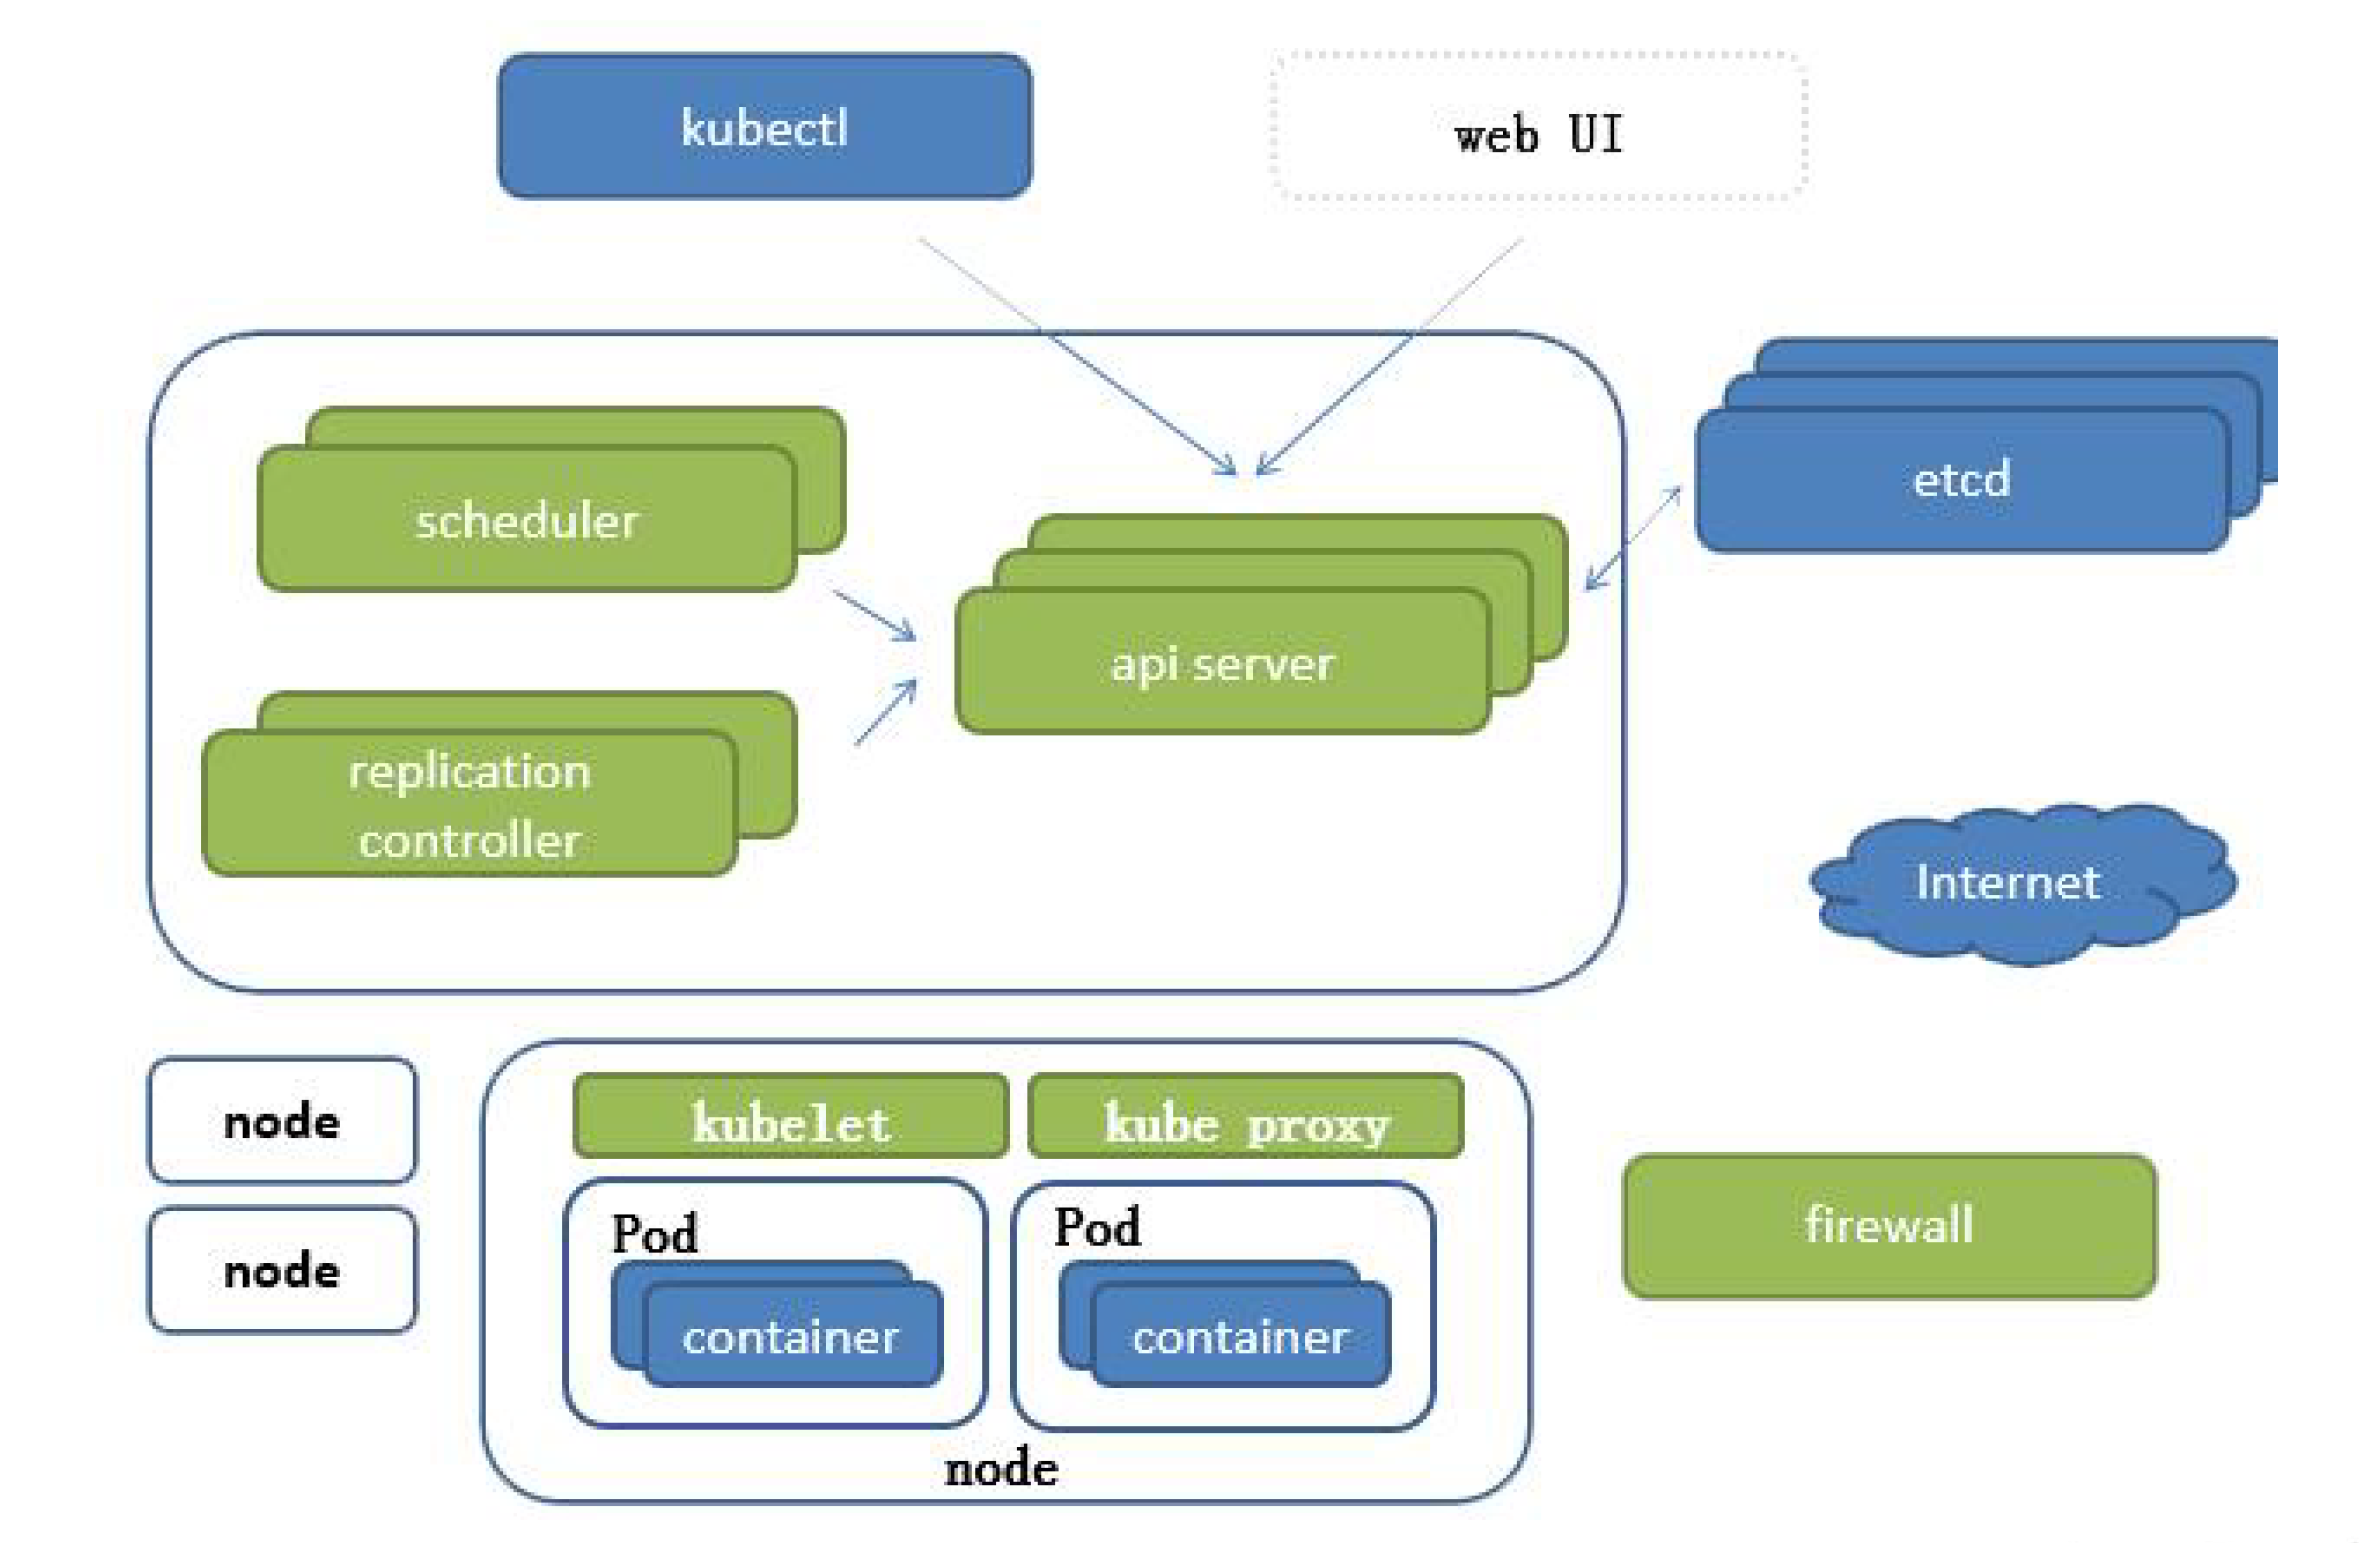 kubectl
web UI
scheduler
etcd
api server
replication
controller
Internet
node
node
kubelet
kube proxy
Pod
Pod
container
container
node
firewall